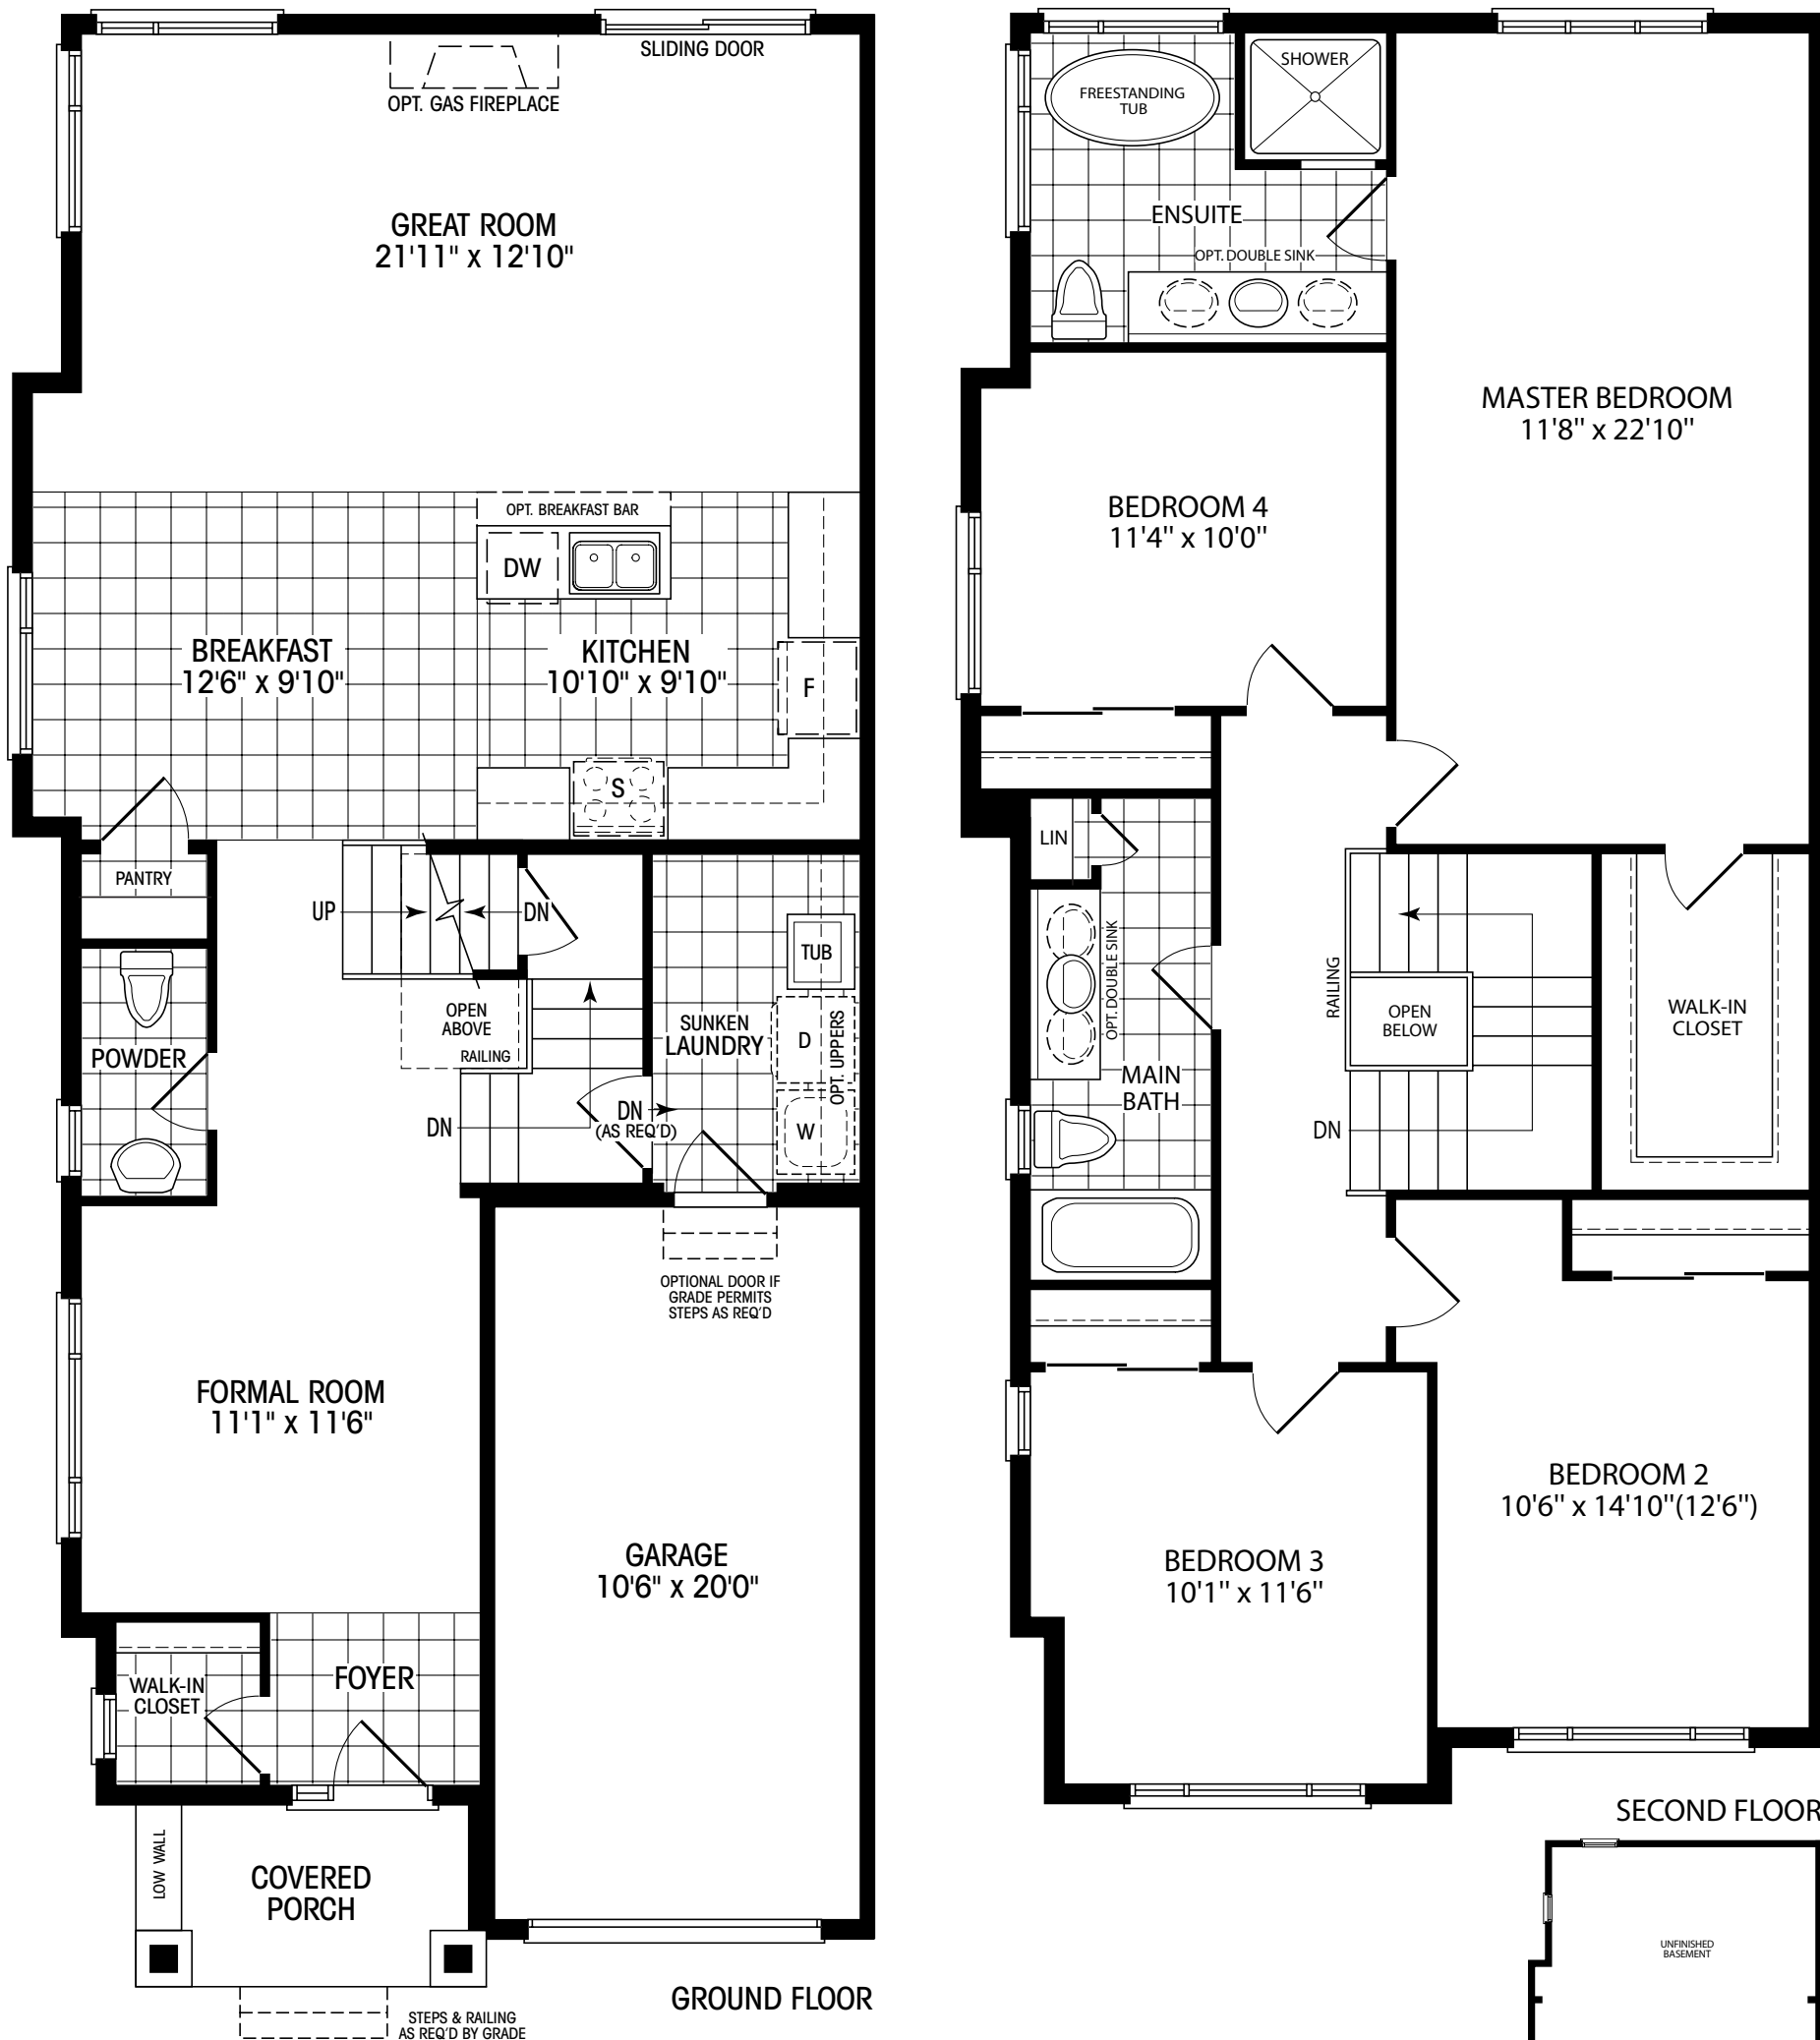 SLIDING DOOR
OPT. GAS FIREPLACE
GREAT ROOM
21'11" x 12'10"
OPT. BREAKFAST BAR
DW
BREAKFAST
12'6" x 9'10"
KITCHEN
10'10" x 9'10"
F
S
PANTRY
UP
DN
TUB
OPEN
ABOVE
RAILING
SUNKEN
LAUNDRY
D
OPT. UPPERS
W
POWDER
DN
DN
(AS REQ'D)
OPTIONAL DOOR IF
GRADE PERMITS
STEPS AS REQ'D
FORMAL ROOM
11'1" x 11'6"
GARAGE
10'6" x 20'0"
WALK-IN
CLOSET
FOYER
LOW WALL
COVERED
PORCH
STEPS & RAILING
AS REQ'D BY GRADE
GROUND FLOOR
FREESTANDING
TUB
SHOWER
ENSUITE
OPT. DOUBLE SINK
MASTER BEDROOM
11'8" x 22'10"
BEDROOM 4
11'4" x 10'0"
LIN
OPT. DOUBLE SINK
MAIN
BATH
RAILING
OPEN
BELOW
DN
WALK-IN
CLOSET
BEDROOM 2
10'6" x 14'10"(12'6")
BEDROOM 3
10'1" x 11'6"
SECOND FLOOR
UNFINISHED
BASEMENT